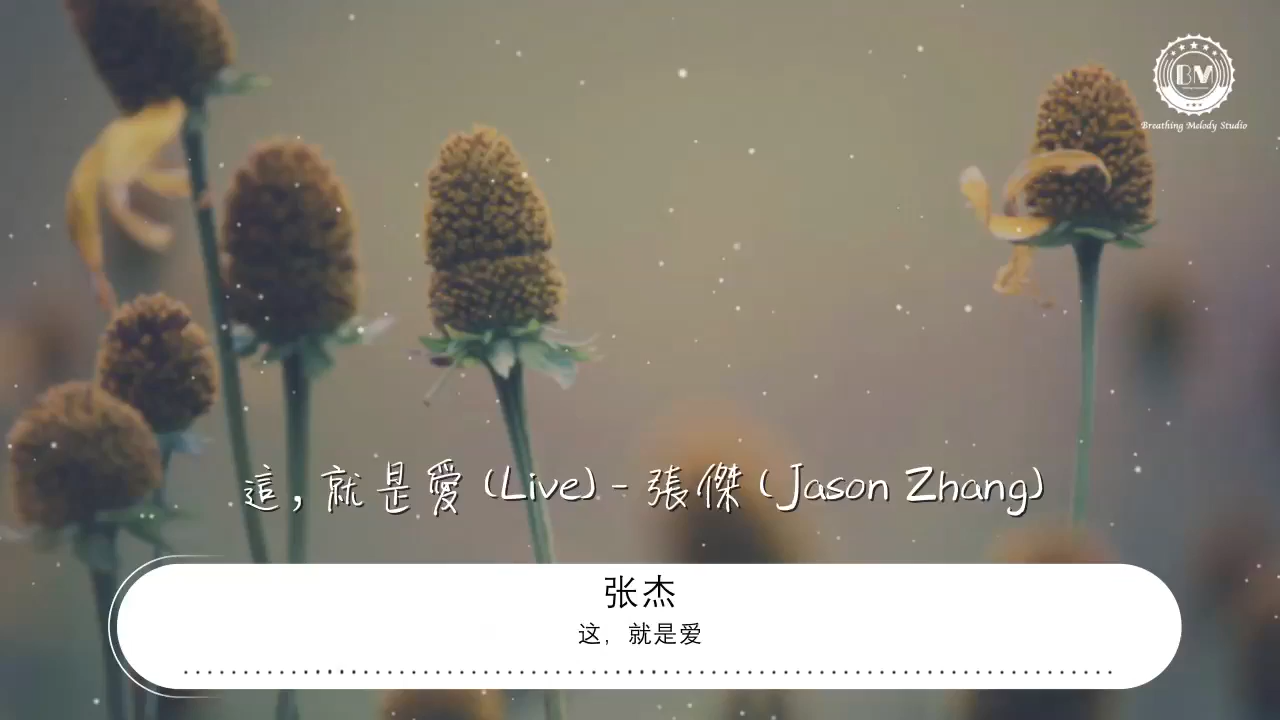 BM
Breathing Melody Studio
這，就是愛 (Live) - 張傑 (Jason Zhang)
张杰
这，就是爱